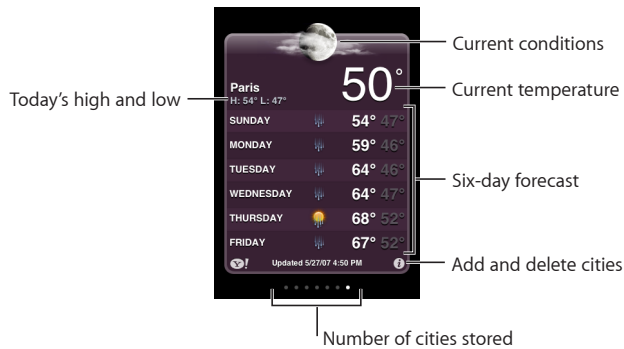 Current conditions
50°
Current temperature
Paris
H: 54° L: 47°
Today's high and low
SUNDAY 54° 47°
MONDAY 59° 46°
TUESDAY 64° 46°
WEDNESDAY 64° 47°
THURSDAY 68° 52°
FRIDAY 67° 52°
Six-day forecast
Y! Updated 5/27/07 4:50 PM i
Add and delete cities
Number of cities stored